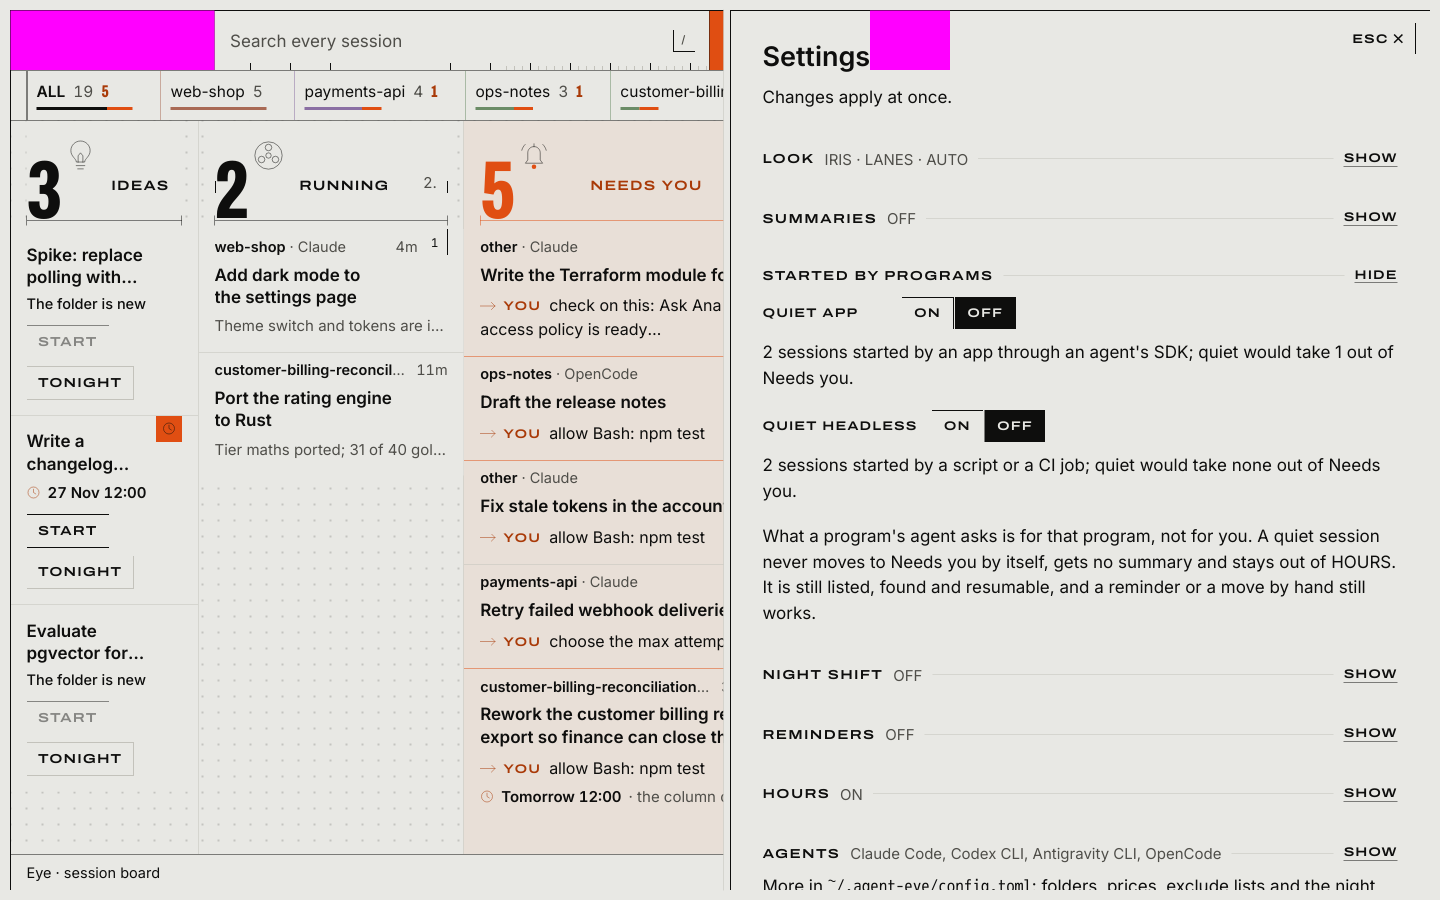 Search every session
/
ALL 19 5
web-shop 5
payments-api 4 1
ops-notes 3 1
3 IDEAS
Spike: replace
polling with…
The folder is new
START
TONIGHT
Write a
changelog…
27 Nov 12:00
START
TONIGHT
Evaluate
pgvector for…
The folder is new
START
TONIGHT
2 RUNNING 2.
web-shop · Claude 4m 1
Add dark mode to
the settings page
Theme switch and tokens are i…
customer-billing-reconcil… 11m
Port the rating engine
to Rust
Tier maths ported; 31 of 40 gol…
5 NEEDS YOU
other · Claude
Write the Terraform module
→ YOU check on this: Ask Ana
access policy is ready…
ops-notes · OpenCode
Draft the release notes
→ YOU allow Bash: npm test
other · Claude
Fix stale tokens in the
→ YOU allow Bash: npm test
payments-api · Claude
Retry failed webhook
→ YOU choose the max
customer-billing-reconciliation…
Rework the customer billing
export so finance can close
→ YOU allow Bash: npm test
Tomorrow 12:00 · the column
Eye · session board
Settings
ESC ×
Changes apply at once.
LOOK IRIS · LANES · AUTO SHOW
SUMMARIES OFF SHOW
STARTED BY PROGRAMS HIDE
QUIET APP ON OFF
2 sessions started by an app through an agent's SDK; quiet would take 1 out of
Needs you.
QUIET HEADLESS ON OFF
2 sessions started by a script or a CI job; quiet would take none out of Needs
you.
What a program's agent asks is for that program, not for you. A quiet session
never moves to Needs you by itself, gets no summary and stays out of HOURS.
It is still listed, found and resumable, and a reminder or a move by hand still
works.
NIGHT SHIFT OFF SHOW
REMINDERS OFF SHOW
HOURS ON SHOW
AGENTS Claude Code, Codex CLI, Antigravity CLI, OpenCode SHOW
More in ~/.agent-eye/config.toml: folders, prices, exclude lists and the night